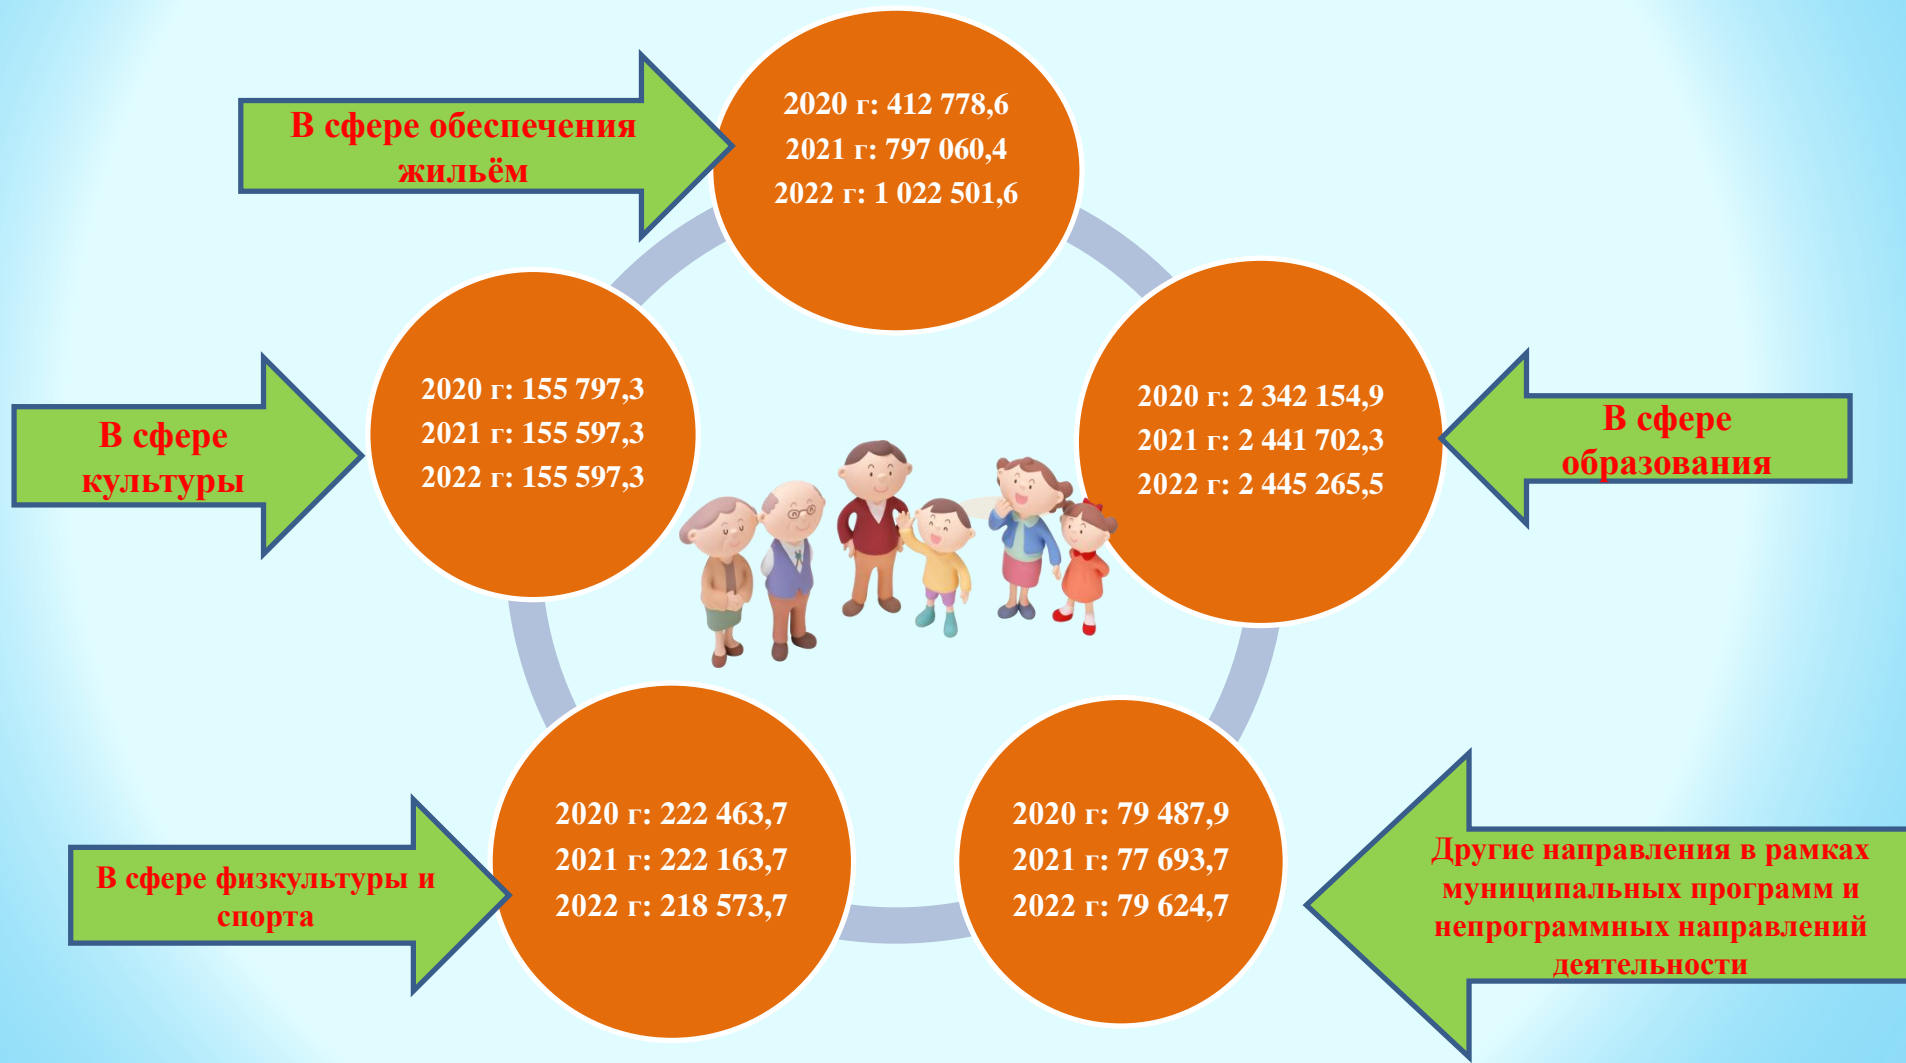 В сфере обеспечения
жильём
2020 г: 412 778,6
2021 г: 797 060,4
2022 г: 1 022 501,6
В сфере
культуры
2020 г: 155 797,3
2021 г: 155 597,3
2022 г: 155 597,3
2020 г: 2 342 154,9
2021 г: 2 441 702,3
2022 г: 2 445 265,5
В сфере
образования
В сфере физкультуры и
спорта
2020 г: 222 463,7
2021 г: 222 163,7
2022 г: 218 573,7
2020 г: 79 487,9
2021 г: 77 693,7
2022 г: 79 624,7
Другие направления в рамках
муниципальных программ и
непрограммных направлений
деятельности